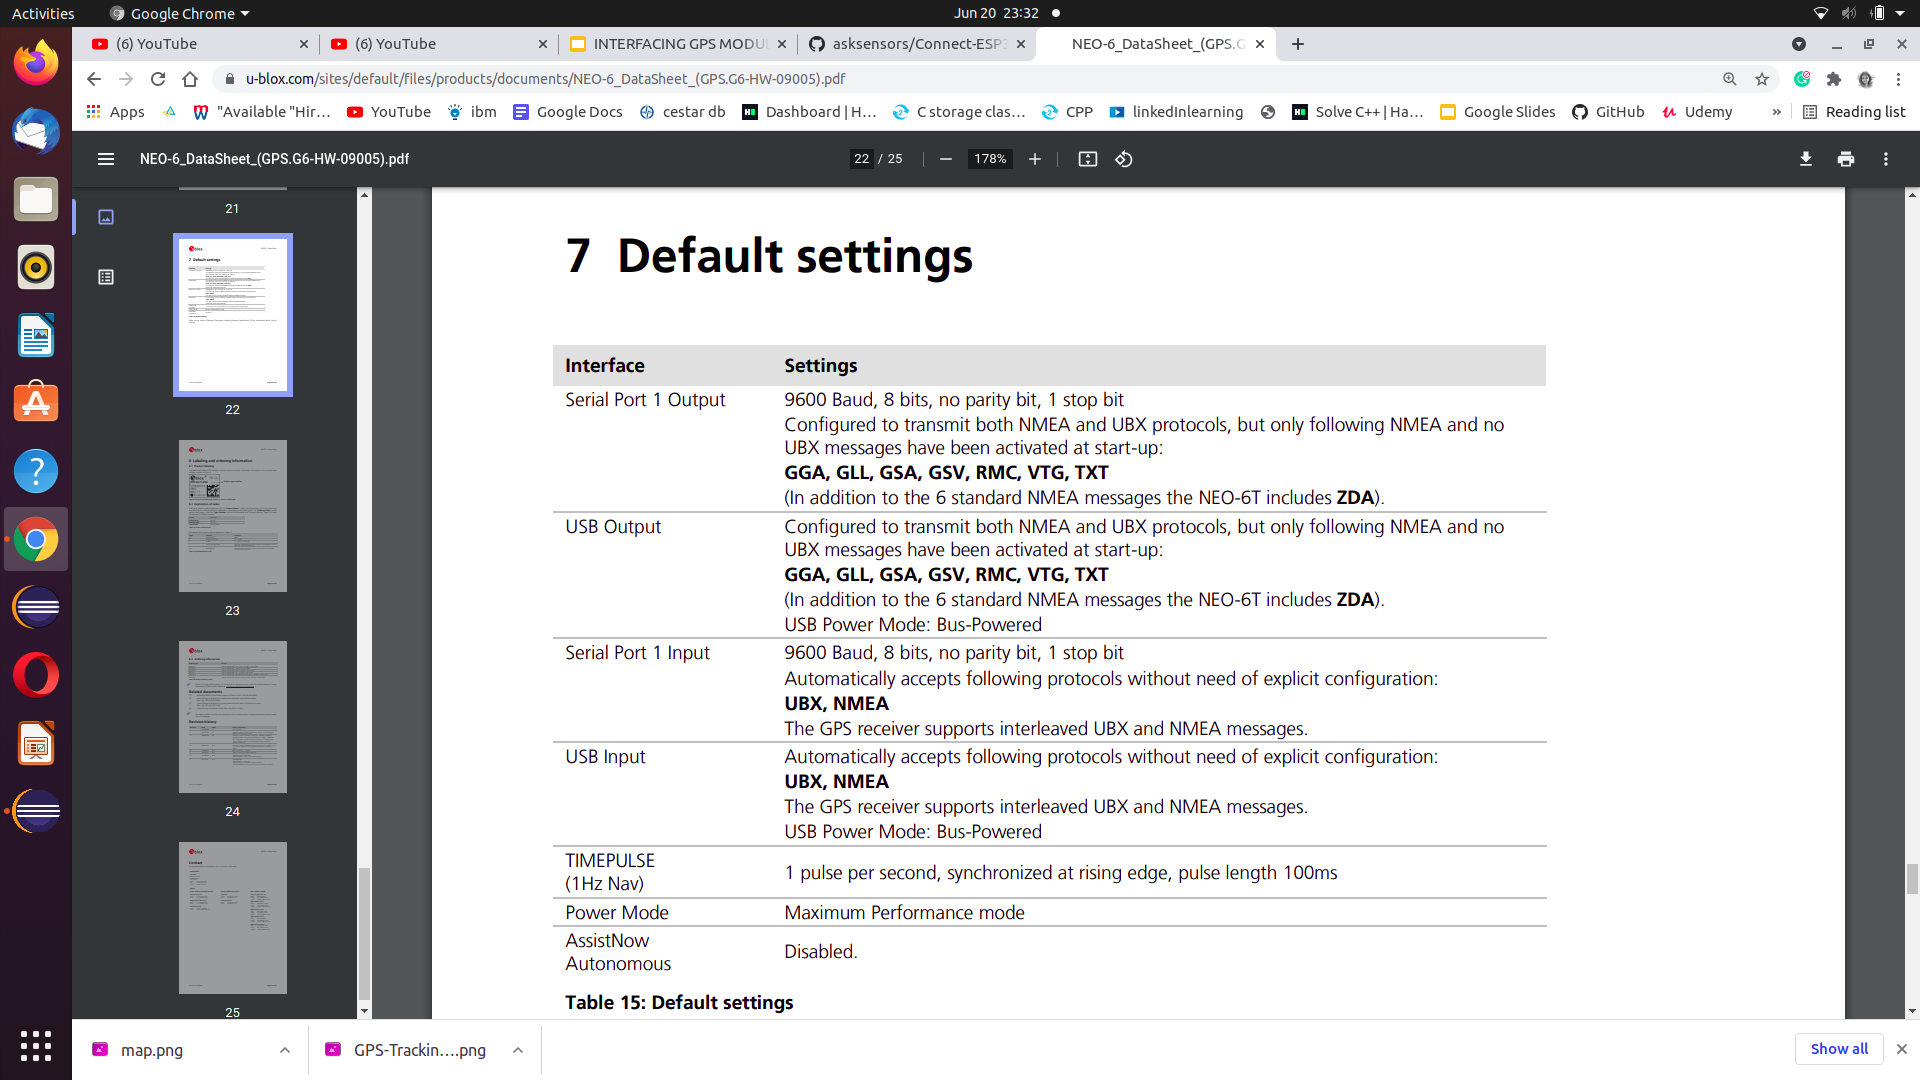 Activities
Google Chrome
Jun 20 23:32
(6) YouTube
(6) YouTube
INTERFACING GPS MODU
asksensors/Connect-ESP3
NEO-6_DataSheet_(GPS.G
u-blox.com/sites/default/files/products/documents/NEO-6_DataSheet_(GPS.G6-HW-09005).pdf
Apps
"Available "Hir...
YouTube
ibm
Google Docs
cestar db
Dashboard | H...
C storage clas...
CPP
linkedInlearning
Solve C++ | Ha...
Google Slides
GitHub
Udemy
»
Reading list
NEO-6_DataSheet_(GPS.G6-HW-09005).pdf
22 / 25
178%
21
22
23
24
25
7 Default settings
Interface Settings
Serial Port 1 Output 9600 Baud, 8 bits, no parity bit, 1 stop bit
Configured to transmit both NMEA and UBX protocols, but only following NMEA and no
UBX messages have been activated at start-up:
GGA, GLL, GSA, GSV, RMC, VTG, TXT
(In addition to the 6 standard NMEA messages the NEO-6T includes ZDA).
USB Output Configured to transmit both NMEA and UBX protocols, but only following NMEA and no
UBX messages have been activated at start-up:
GGA, GLL, GSA, GSV, RMC, VTG, TXT
(In addition to the 6 standard NMEA messages the NEO-6T includes ZDA).
USB Power Mode: Bus-Powered
Serial Port 1 Input 9600 Baud, 8 bits, no parity bit, 1 stop bit
Automatically accepts following protocols without need of explicit configuration:
UBX, NMEA
The GPS receiver supports interleaved UBX and NMEA messages.
USB Input Automatically accepts following protocols without need of explicit configuration:
UBX, NMEA
The GPS receiver supports interleaved UBX and NMEA messages.
USB Power Mode: Bus-Powered
TIMEPULSE
(1Hz Nav) 1 pulse per second, synchronized at rising edge, pulse length 100ms
Power Mode Maximum Performance mode
AssistNow
Autonomous Disabled.
Table 15: Default settings
map.png
GPS-Trackin....png
Show all